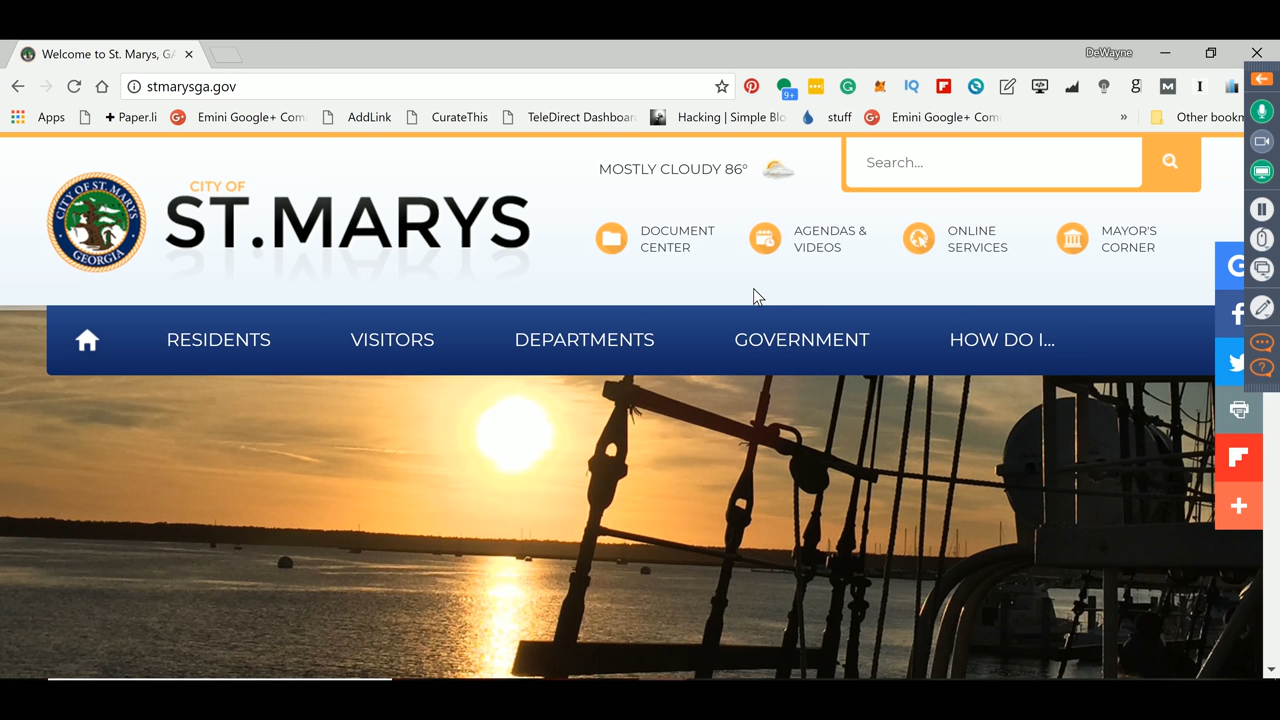 Welcome to St. Marys, GA
DeWayne
stmarysga.gov
9+
Apps
Paper.li
Emini Google+ Com
AddLink
CurateThis
TeleDirect Dashboar
Hacking | Simple Blo
stuff
Emini Google+ Com
»
Other bookm
MOSTLY CLOUDY 86°
Search...
CITY OF
ST.MARYS
CITY OF ST. MARYS
GEORGIA
DOCUMENT
CENTER
AGENDAS &
VIDEOS
ONLINE
SERVICES
MAYOR'S
CORNER
RESIDENTS
VISITORS
DEPARTMENTS
GOVERNMENT
HOW DO I...